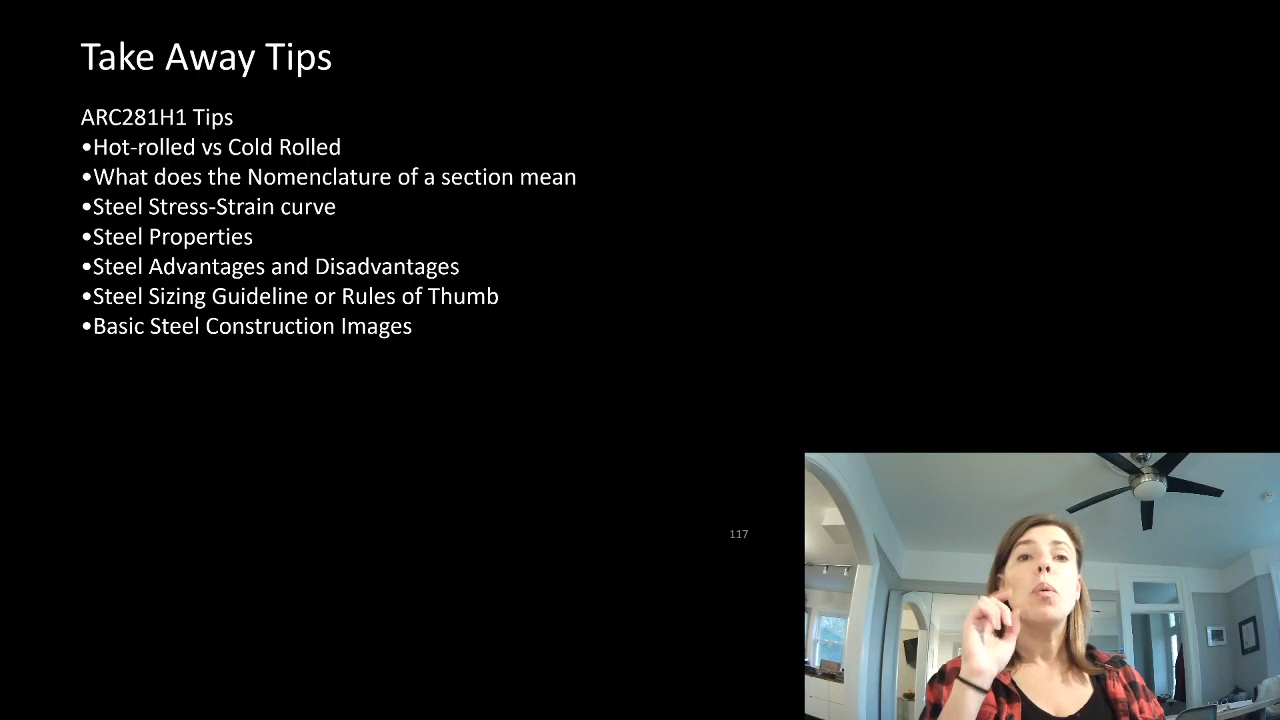 Take Away Tips
ARC281H1 Tips
•Hot-rolled vs Cold Rolled
•What does the Nomenclature of a section mean
•Steel Stress-Strain curve
•Steel Properties
•Steel Advantages and Disadvantages
•Steel Sizing Guideline or Rules of Thumb
•Basic Steel Construction Images
117